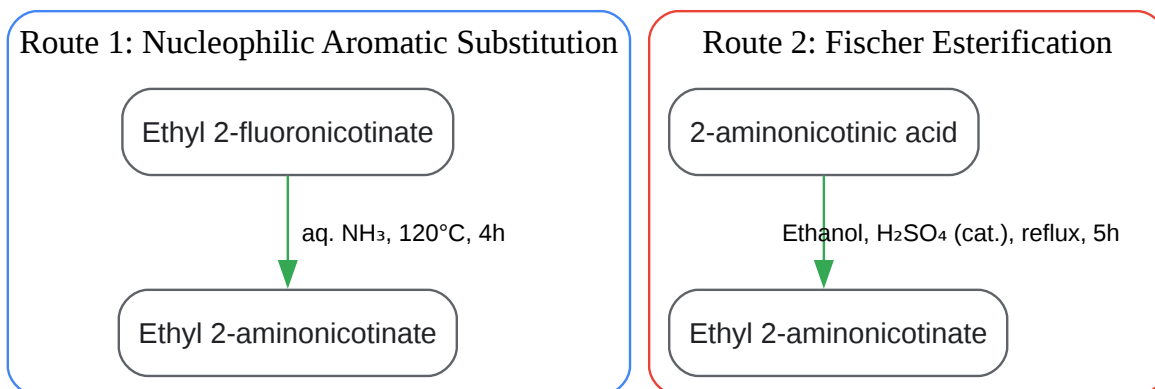 Route 1: Nucleophilic Aromatic Substitution
Ethyl 2-fluoronicotinate
aq. NH₃, 120°C, 4h
Ethyl 2-aminonicotinate
Route 2: Fischer Esterification
2-aminonicotinic acid
Ethanol, H₂SO₄ (cat.), reflux, 5h
Ethyl 2-aminonicotinate